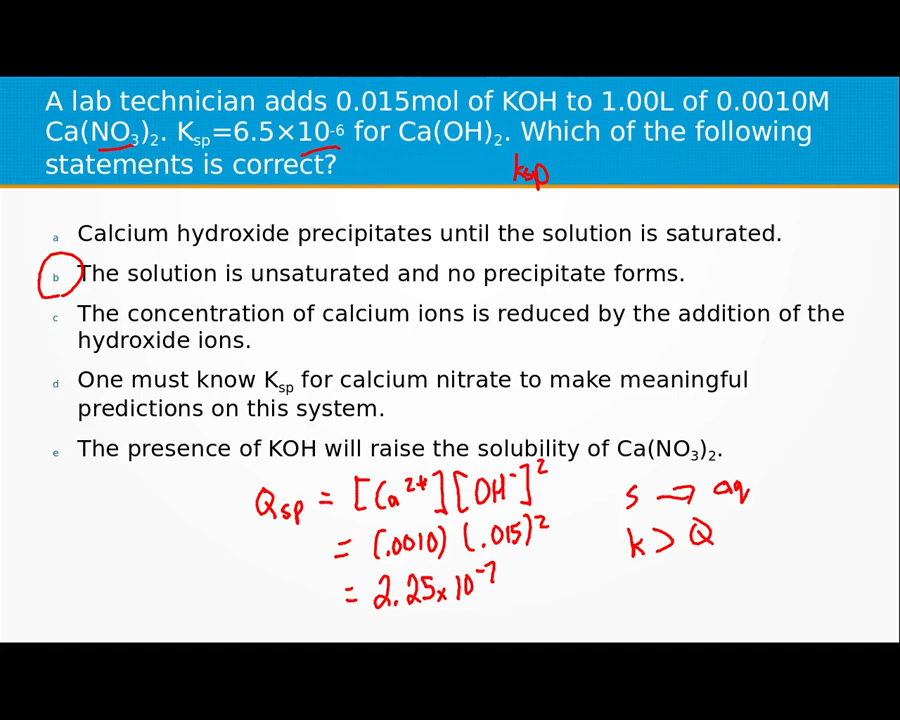 A lab technician adds 0.015mol of KOH to 1.00L of 0.0010M
Ca(NO₃)₂. Kₛₚ=6.5×10⁻⁶ for Ca(OH)₂. Which of the following
statements is correct?
ksp
a Calcium hydroxide precipitates until the solution is saturated.
b The solution is unsaturated and no precipitate forms.
c The concentration of calcium ions is reduced by the addition of the
hydroxide ions.
d One must know Kₛₚ for calcium nitrate to make meaningful
predictions on this system.
e The presence of KOH will raise the solubility of Ca(NO₃)₂.
Qsp = [Ca²⁺][OH⁻]²
= (.0010) (.015)²
= 2.25x10⁻⁷
s → aq
k > Q